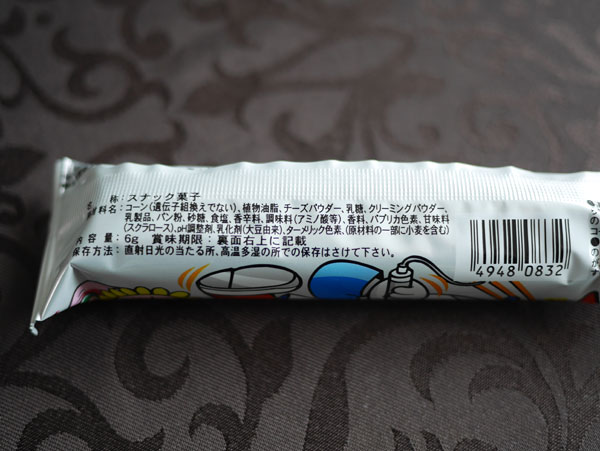 称：スナック菓子
料名：コーン(遺伝子組換えでない)、植物油脂、チーズパウダー、乳糖、クリーミングパウダー、
乳製品、パン粉、砂糖、食塩、香辛料、調味料(アミノ酸等)、香料、パプリカ色素、甘味料
(スクラロース)、pH調整剤、乳化剤(大豆由来)、ターメリック色素、(原材料の一部に小麦を含む)
内容量：6g 賞味期限：裏面右上に記載
保存方法：直射日光の当たる所、高温多湿の所での保存はさけて下さい。
4948 0832